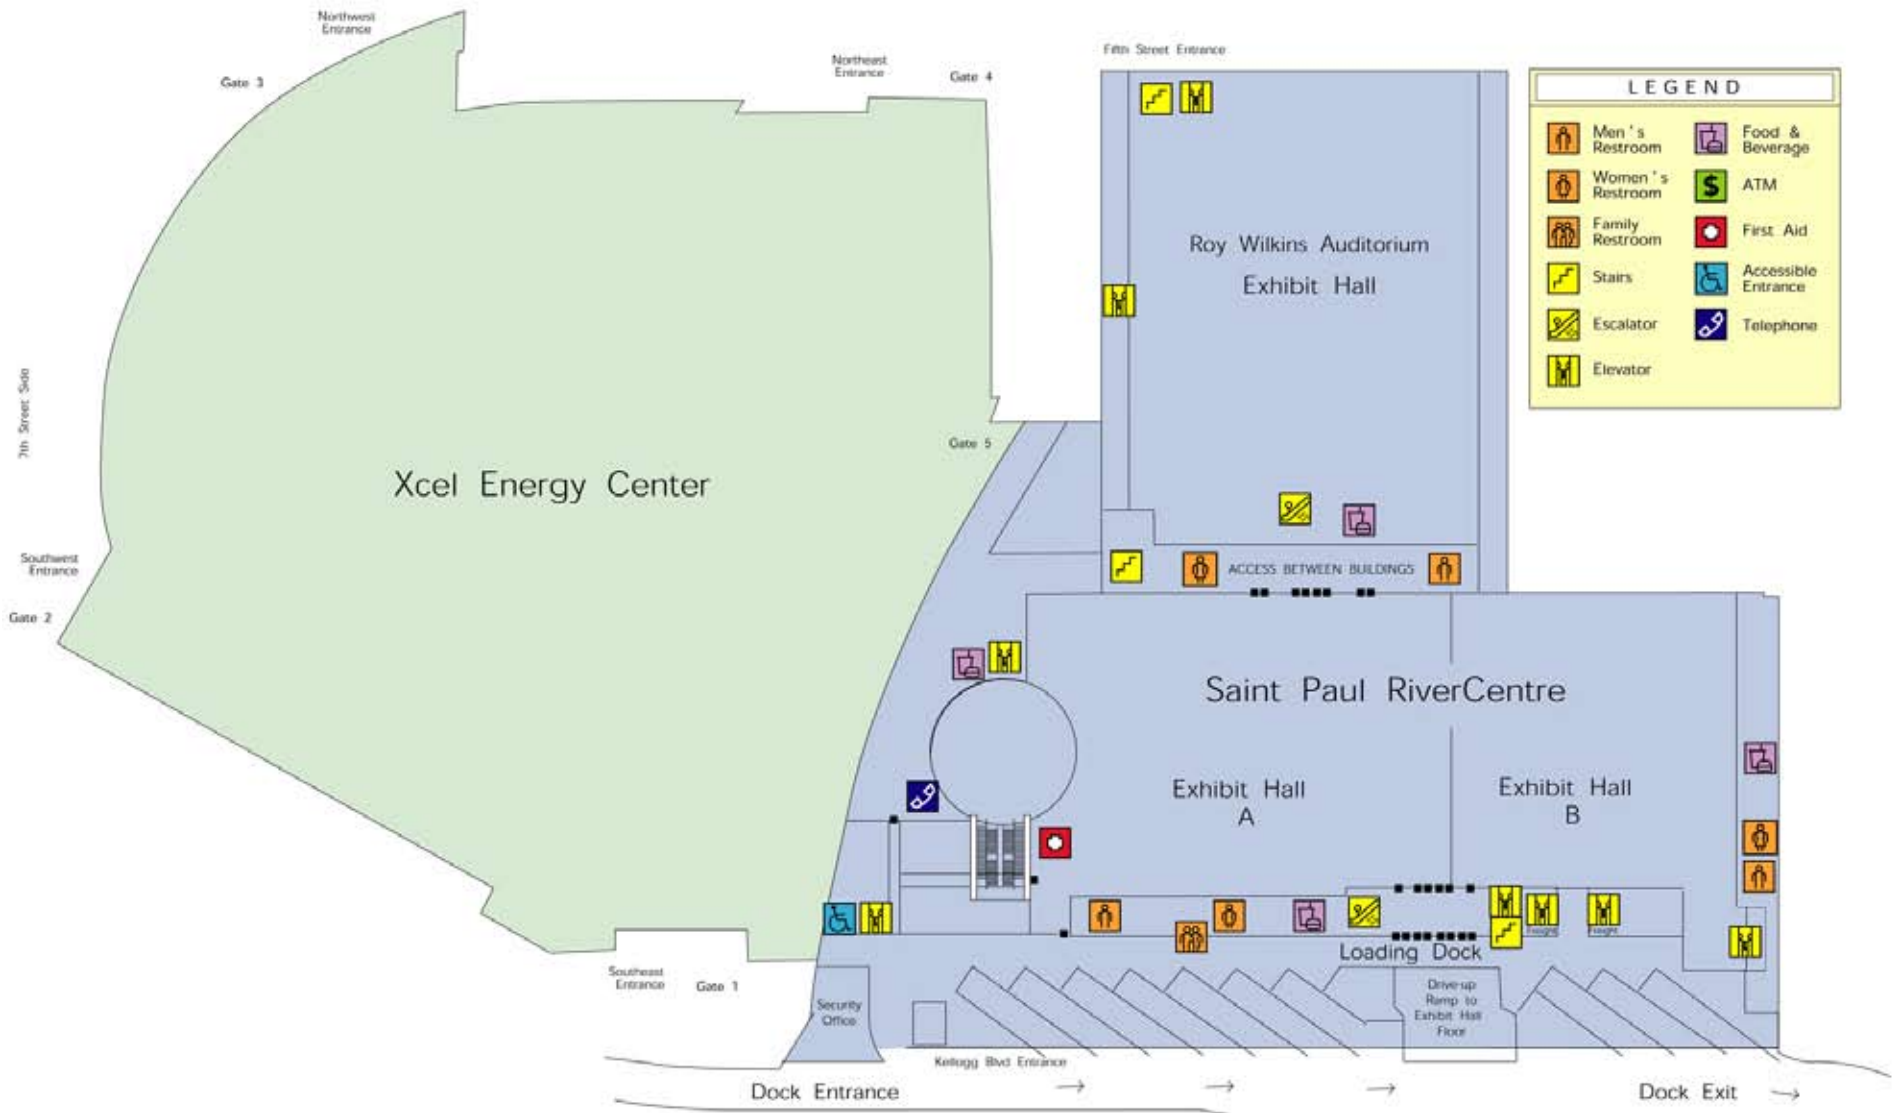 Northwest
Entrance
Gate 3
Northeast
Entrance
Gate 4
Fifth Street Entrance
LEGEND
Men's
Restroom
Women's
Restroom
Family
Restroom
Stairs
Escalator
Elevator
Food &
Beverage
$
ATM
First Aid
Accessible
Entrance
Telephone
Roy Wilkins Auditorium
Exhibit Hall
7th Street Side
Gate 5
Xcel Energy Center
Southwest
Entrance
Gate 2
ACCESS BETWEEN BUILDINGS
Saint Paul RiverCentre
Exhibit Hall
A
Exhibit Hall
B
Freight
Freight
Loading Dock
Southeast
Entrance
Gate 1
Security
Office
Drive-up
Ramp to
Exhibit Hall
Floor
Kellogg Blvd Entrance
Dock Entrance
Dock Exit